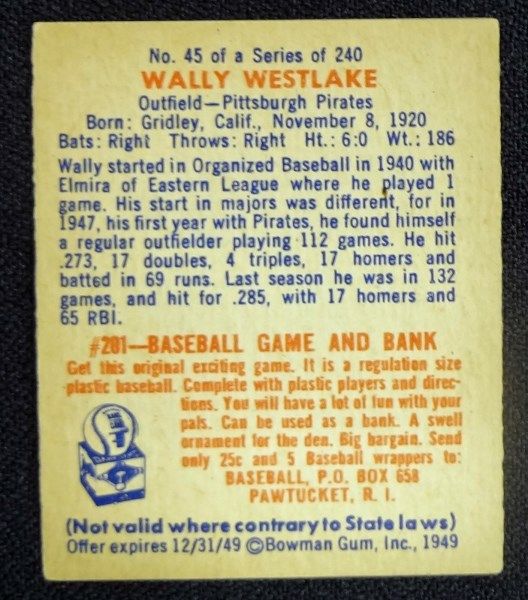 No. 45 of a Series of 240
WALLY WESTLAKE
Outfield—Pittsburgh Pirates
Born: Gridley, Calif., November 8, 1920
Bats: Right Throws: Right Ht.: 6:0 Wt.: 186
Wally started in Organized Baseball in 1940 with
Elmira of Eastern League where he played 1
game. His start in majors was different, for in
1947, his first year with Pirates, he found himself
a regular outfielder playing 112 games. He hit
.273, 17 doubles, 4 triples, 17 homers and
batted in 69 runs. Last season he was in 132
games, and hit for .285, with 17 homers and
65 RBI.
#201—BASEBALL GAME AND BANK
Get this original exciting game. It is a regulation size
plastic baseball. Complete with plastic players and direc-
tions. You will have a lot of fun with your
pals. Can be used as a bank. A swell
ornament for the den. Big bargain. Send
only 25c and 5 Baseball wrappers to:
BASEBALL, P.O. BOX 658
PAWTUCKET, R. I.
(Not valid where contrary to State laws)
Offer expires 12/31/49 ©Bowman Gum, Inc., 1949